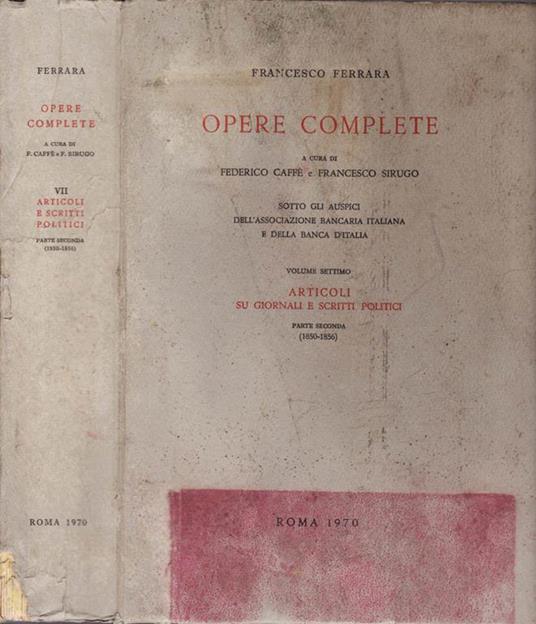 FERRARA
OPERE
COMPLETE
A CURA DI
F. CAFFÈ e F. SIRUGO
VII
ARTICOLI
E SCRITTI
POLITICI
PARTE SECONDA
(1850-1856)
ROMA 1970
FRANCESCO FERRARA
OPERE COMPLETE
A CURA DI
FEDERICO CAFFÈ e FRANCESCO SIRUGO
SOTTO GLI AUSPICI
DELL'ASSOCIAZIONE BANCARIA ITALIANA
E DELLA BANCA D'ITALIA
VOLUME SETTIMO
ARTICOLI
SU GIORNALI E SCRITTI POLITICI
PARTE SECONDA
(1850-1856)
ROMA 1970